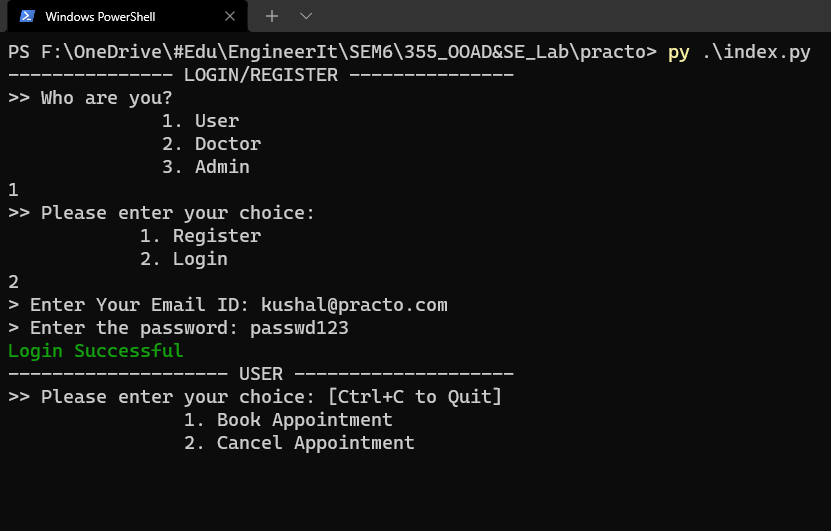 Windows PowerShell
PS F:\OneDrive\#Edu\EngineerIt\SEM6\355_OOAD&SE_Lab\practo> py .\index.py
--------------- LOGIN/REGISTER ---------------
>> Who are you?
1. User
2. Doctor
3. Admin
1
>> Please enter your choice:
1. Register
2. Login
2
> Enter Your Email ID: kushal@practo.com
> Enter the password: passwd123
Login Successful
-------------------- USER --------------------
>> Please enter your choice: [Ctrl+C to Quit]
1. Book Appointment
2. Cancel Appointment